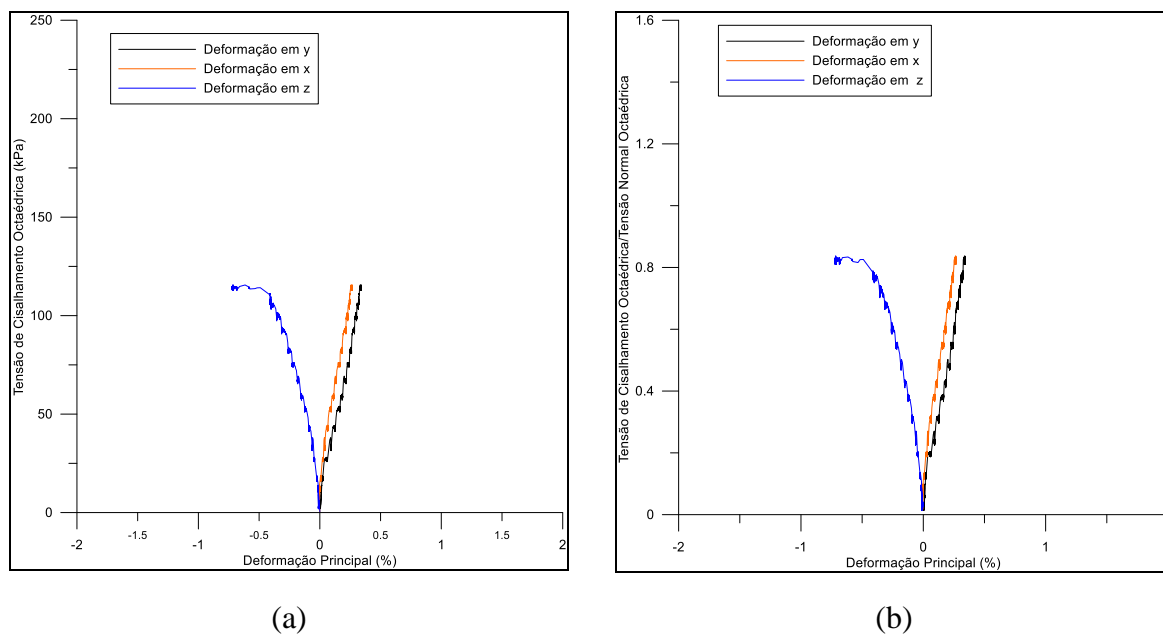 250
200
150
100
50
0
Tensão de Cisalhamento Octaédrica (kPa)
Deformação em y
Deformação em x
Deformação em z
-2
-1.5
-1
-0.5
0
0.5
1
1.5
2
Deformação Principal (%)
(a)
1.6
1.2
0.8
0.4
0
Tensão de Cisalhamento Octaédrica/Tensão Normal Octaédrica
Deformação em y
Deformação em x
Deformação em z
-2
-1
0
1
Deformação Principal (%)
(b)